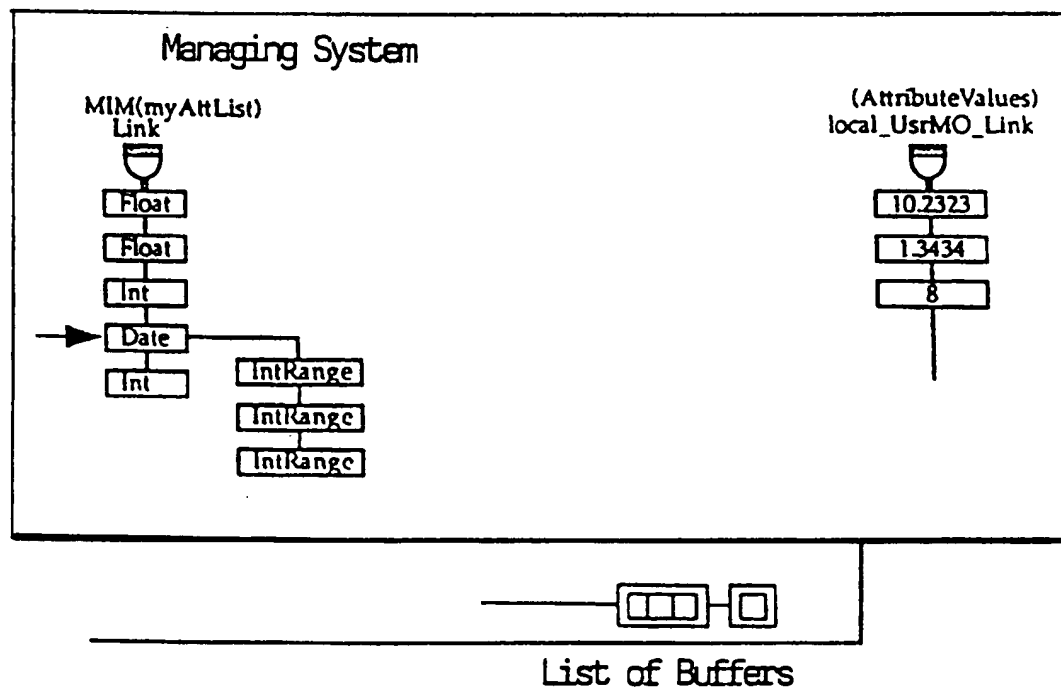 Managing System
MIM(myAttList)
Link
Float
Float
Int
Date
Int
IntRange
IntRange
IntRange
(AttributeValues)
local_UsrMO_Link
10.2323
1.3434
8
List of Buffers